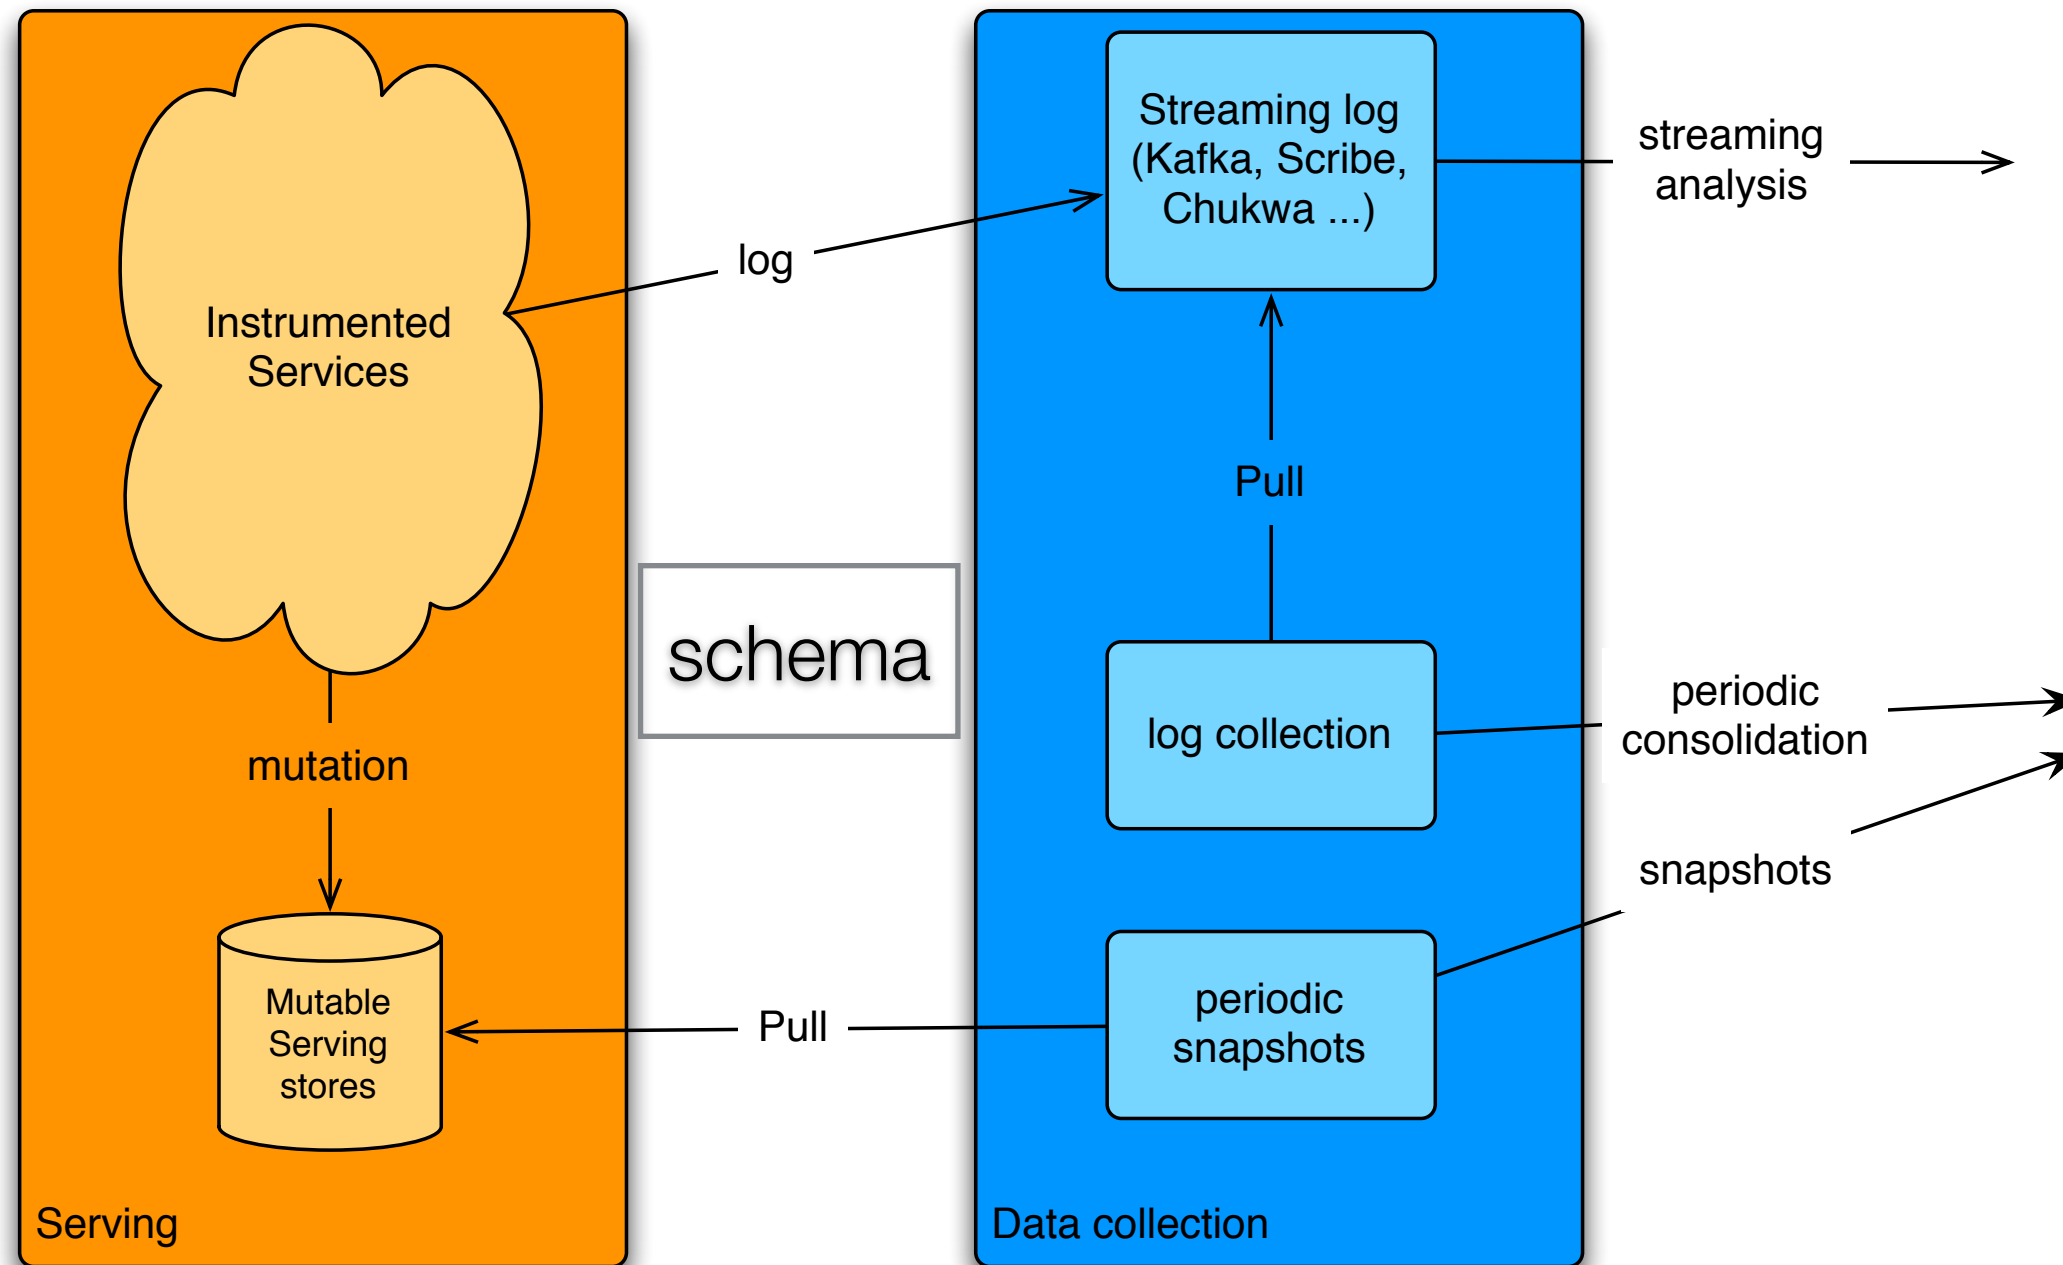 Instrumented
Services
mutation
Mutable
Serving
stores
Serving
log
schema
Pull
Streaming log
(Kafka, Scribe,
Chukwa ...)
Pull
log collection
periodic
snapshots
Data collection
streaming
analysis
periodic
consolidation
snapshots